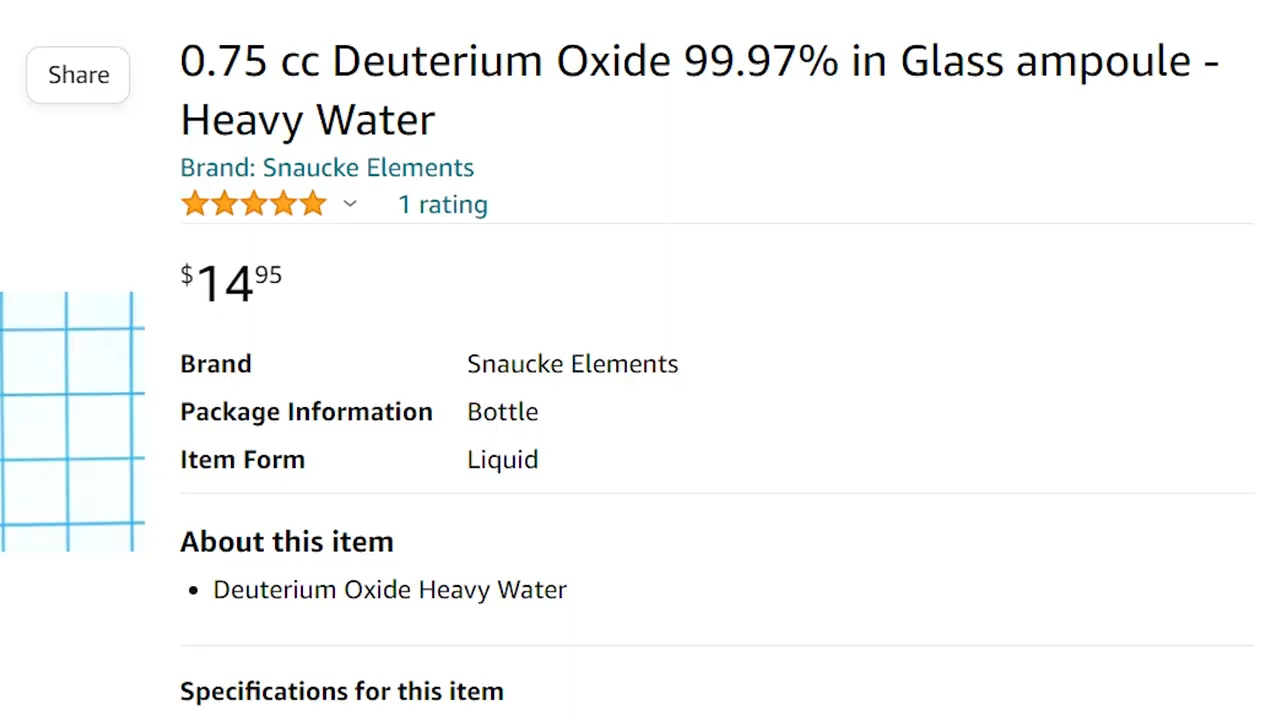 Share
0.75 cc Deuterium Oxide 99.97% in Glass ampoule -
Heavy Water
Brand: Snaucke Elements
1 rating
$1495
Brand Snaucke Elements
Package Information Bottle
Item Form Liquid
About this item
• Deuterium Oxide Heavy Water
Specifications for this item